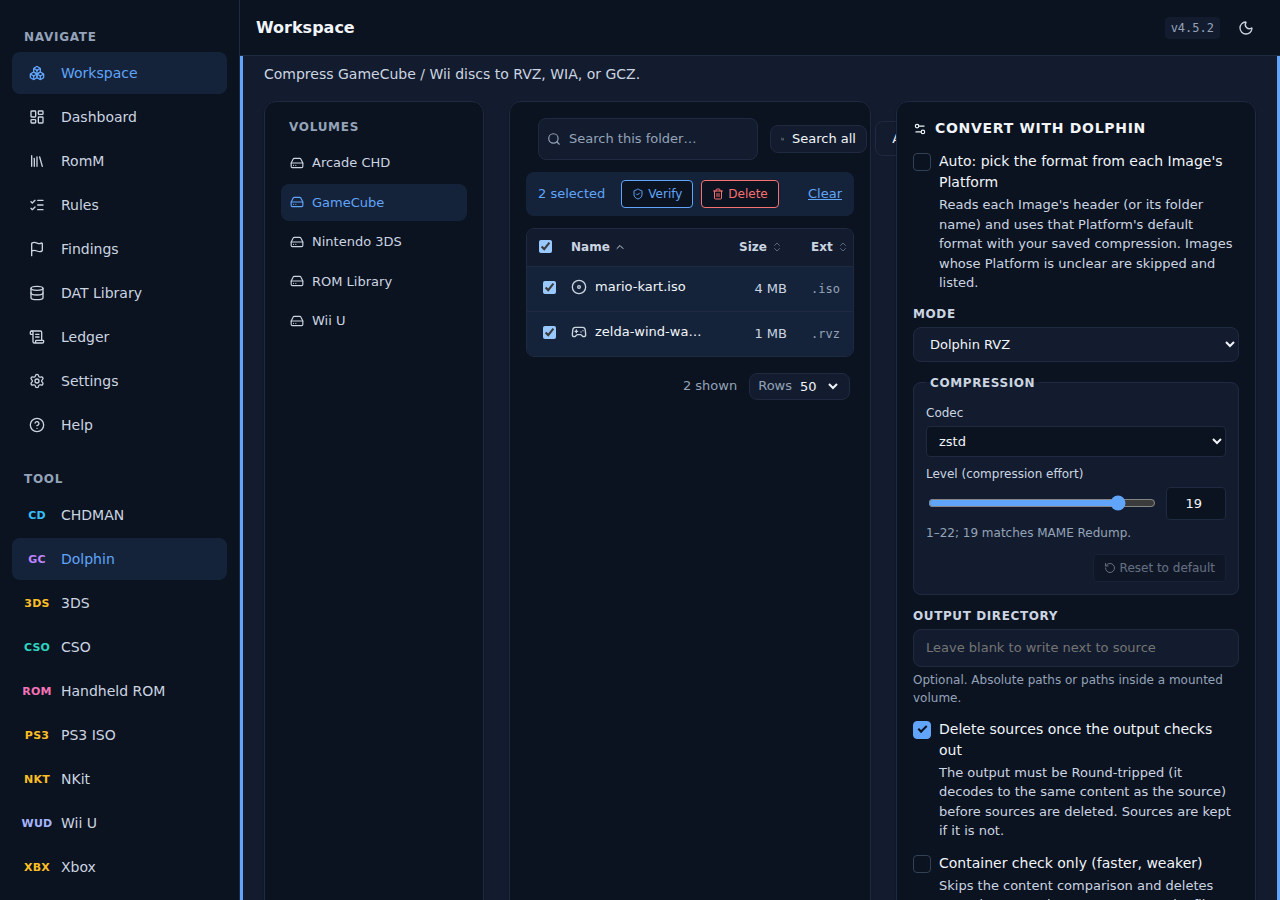 NAVIGATE
Workspace
Dashboard
RomM
Rules
Findings
DAT Library
Ledger
Settings
Help
TOOL
CD CHDMAN
GC Dolphin
3DS 3DS
CSO CSO
ROM Handheld ROM
PS3 PS3 ISO
NKT NKit
WUD Wii U
XBX Xbox
Workspace
v4.5.2
Compress GameCube / Wii discs to RVZ, WIA, or GCZ.
VOLUMES
Arcade CHD
GameCube
Nintendo 3DS
ROM Library
Wii U
Search this folder…
Search all
2 selected
Verify
Delete
Clear
Name
Size
Ext
mario-kart.iso 4 MB .iso
zelda-wind-wa… 1 MB .rvz
2 shown
Rows 50
CONVERT WITH DOLPHIN
Auto: pick the format from each Image's
Platform
Reads each Image's header (or its folder
name) and uses that Platform's default
format with your saved compression. Images
whose Platform is unclear are skipped and
listed.
MODE
Dolphin RVZ
COMPRESSION
Codec
zstd
Level (compression effort)
19
1–22; 19 matches MAME Redump.
Reset to default
OUTPUT DIRECTORY
Leave blank to write next to source
Optional. Absolute paths or paths inside a mounted
volume.
Delete sources once the output checks
out
The output must be Round-tripped (it
decodes to the same content as the source)
before sources are deleted. Sources are kept
if it is not.
Container check only (faster, weaker)
Skips the content comparison and deletes